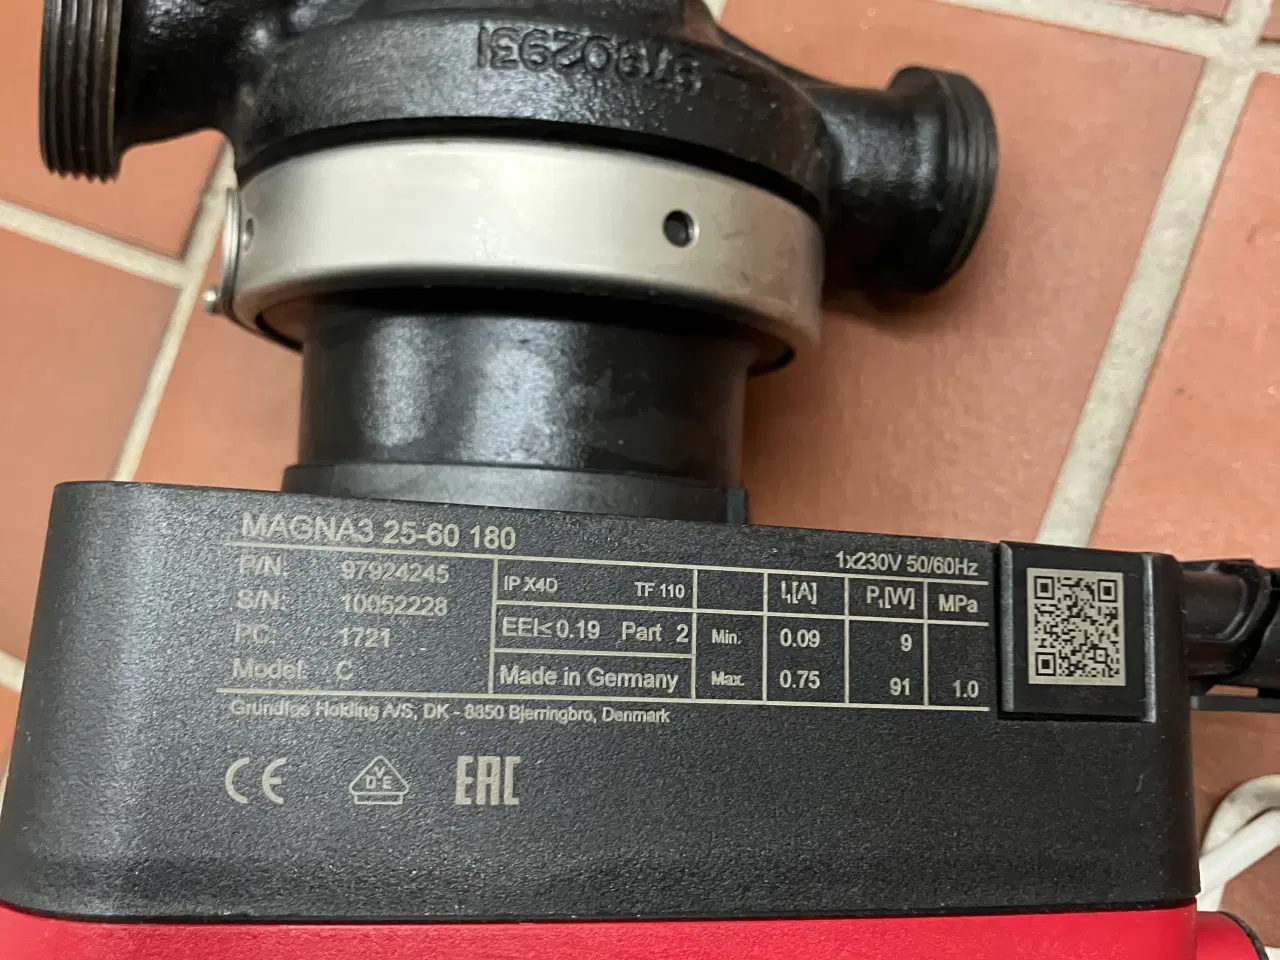 97902931
MAGNA3 25-60 180
1x230V 50/60Hz
P/N: 97924245
S/N: 10052228
PC: 1721
Model: C
IP X4D TF 110
EEI<0.19 Part 2
Made in Germany
I₁[A] P₁[W] MPa
Min. 0.09 9
Max. 0.75 91 1.0
Grundfos Holding A/S, DK - 8850 Bjerringbro, Denmark
CE VDE EAC